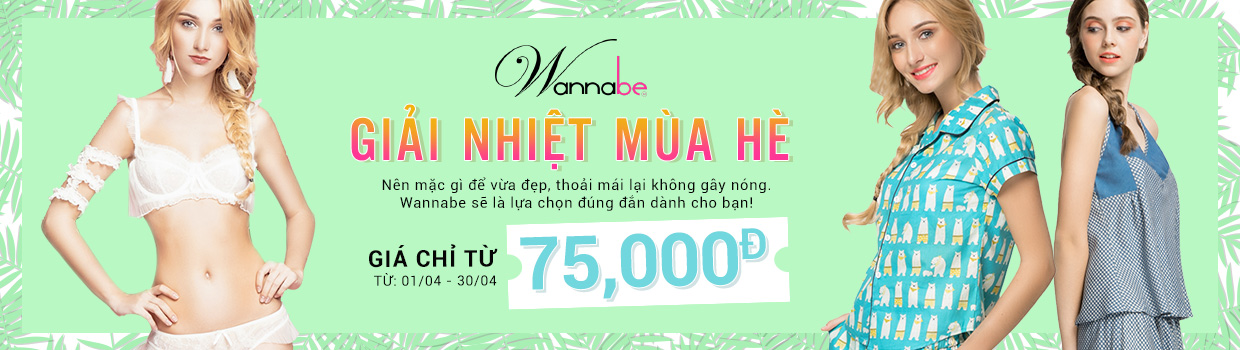 Wannabe
GIẢI NHIỆT MÙA HÈ
Nên mặc gì để vừa đẹp, thoải mái lại không gây nóng.
Wannabe sẽ là lựa chọn đúng đắn dành cho bạn!
GIÁ CHỈ TỪ
TỪ: 01/04 - 30/04
75,000Đ